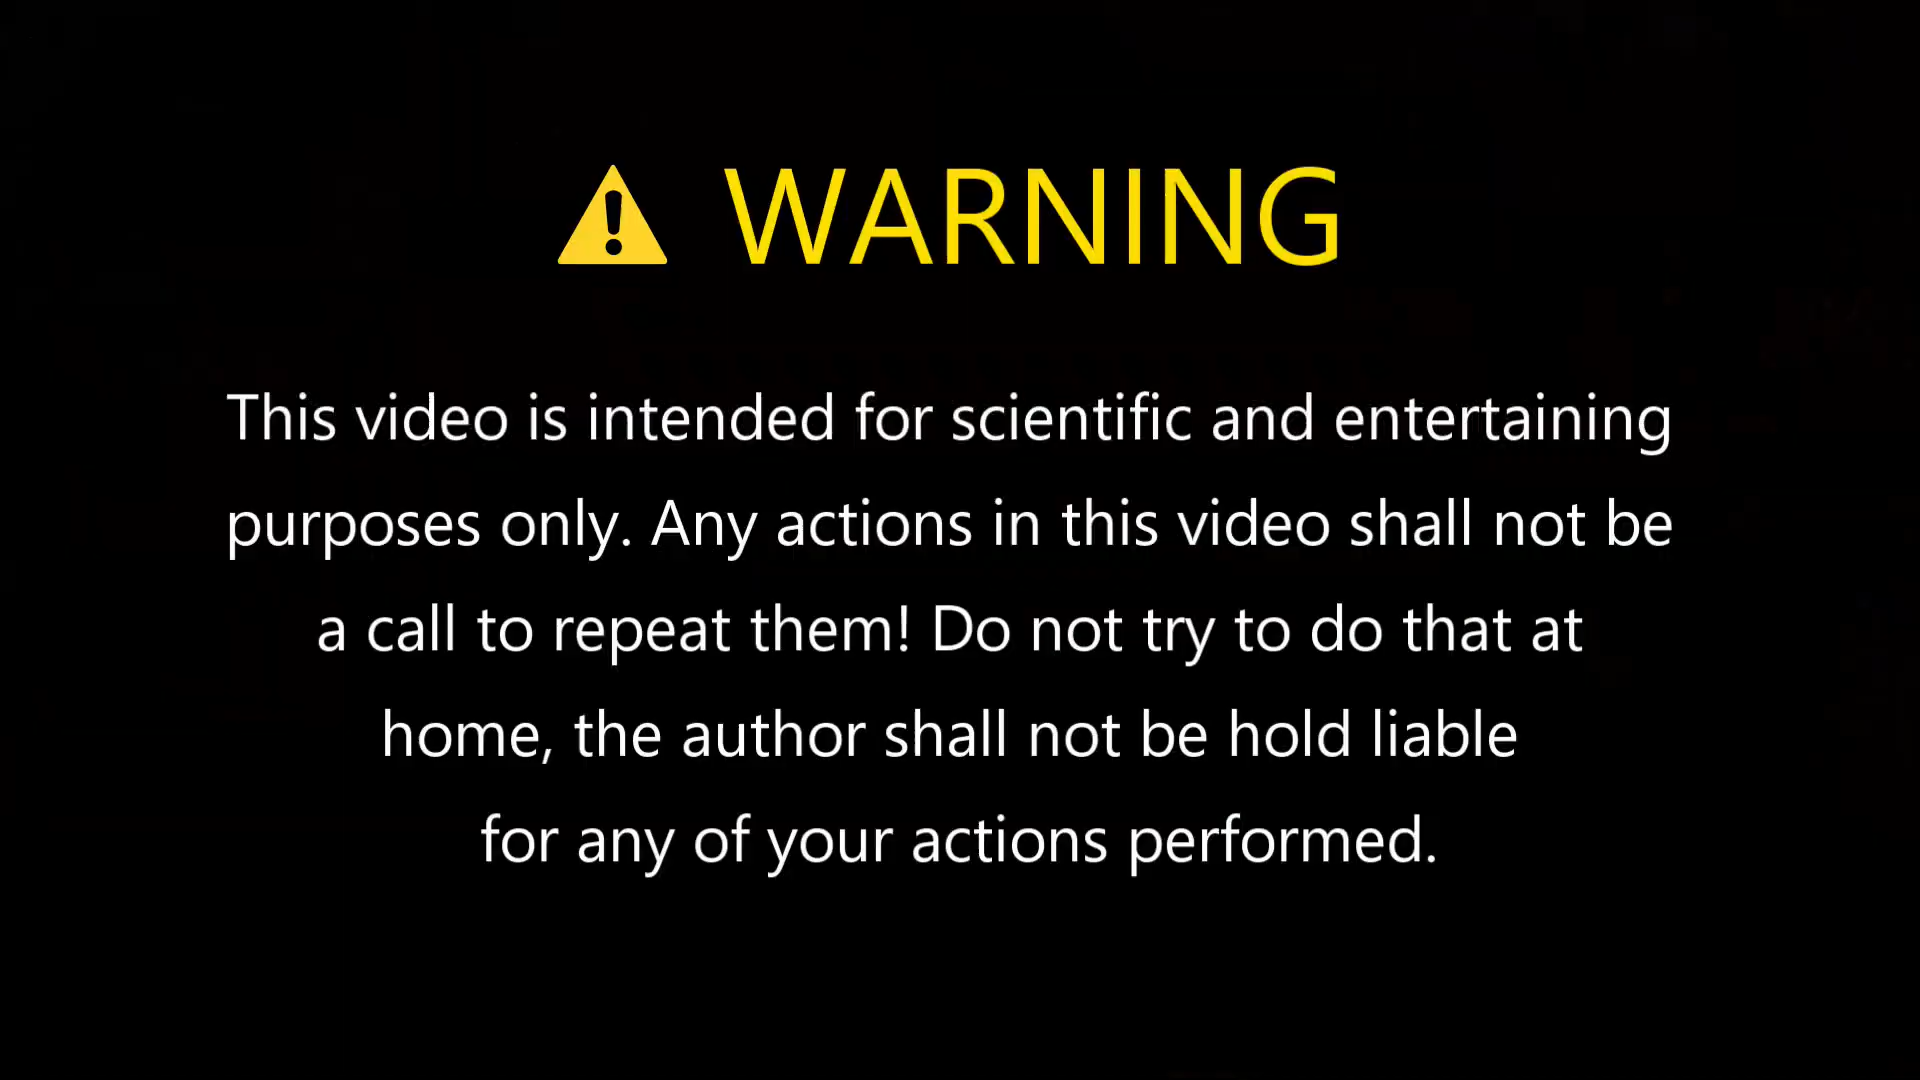 ⚠ WARNING
This video is intended for scientific and entertaining
purposes only. Any actions in this video shall not be
a call to repeat them! Do not try to do that at
home, the author shall not be hold liable
for any of your actions performed.